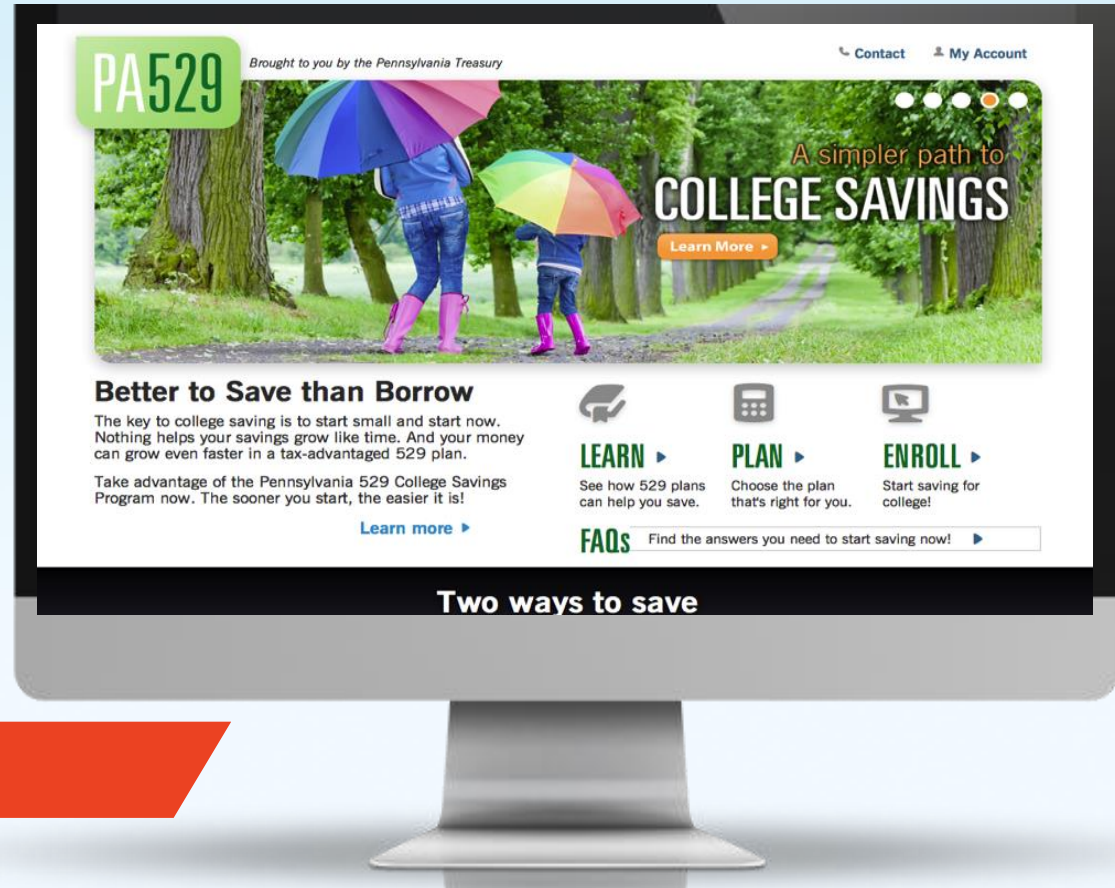 PA529
Brought to you by the Pennsylvania Treasury
Contact
My Account
A simpler path to
COLLEGE SAVINGS
Learn More
Better to Save than Borrow
The key to college saving is to start small and start now.
Nothing helps your savings grow like time. And your money
can grow even faster in a tax-advantaged 529 plan.
Take advantage of the Pennsylvania 529 College Savings
Program now. The sooner you start, the easier it is!
Learn more
LEARN
See how 529 plans
can help you save.
PLAN
Choose the plan
that's right for you.
ENROLL
Start saving for
college!
FAQs
Find the answers you need to start saving now!
Two ways to save